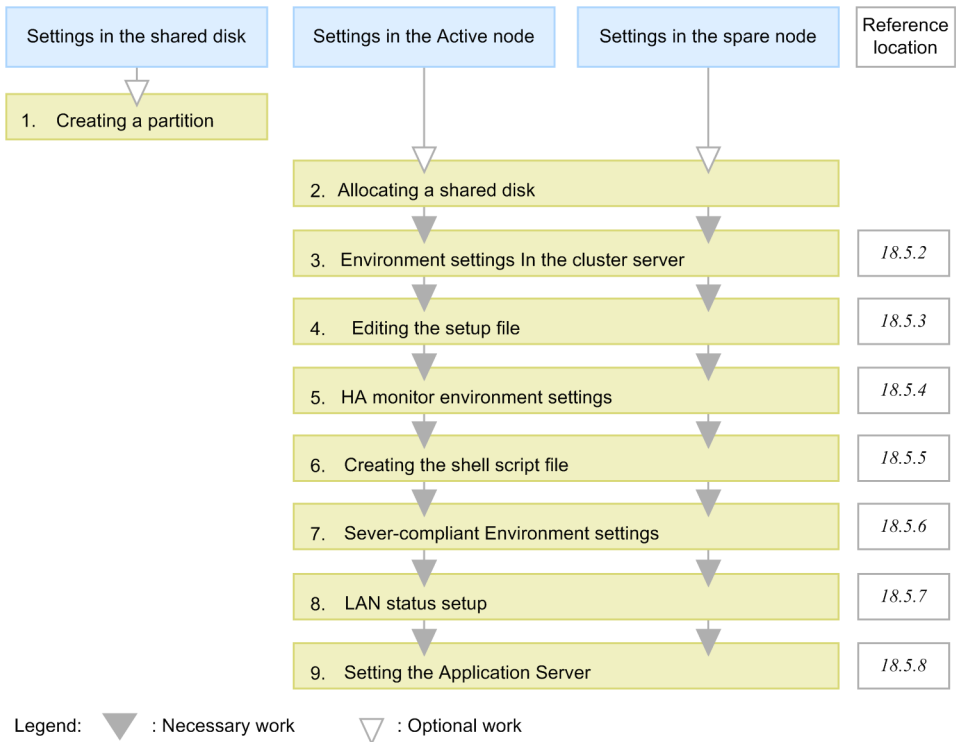 Settings in the shared disk
Settings in the Active node
Settings in the spare node
Reference
location
1. Creating a partition
2. Allocating a shared disk
3. Environment settings In the cluster server
18.5.2
4. Editing the setup file
18.5.3
5. HA monitor environment settings
18.5.4
6. Creating the shell script file
18.5.5
7. Sever-compliant Environment settings
18.5.6
8. LAN status setup
18.5.7
9. Setting the Application Server
18.5.8
Legend: : Necessary work : Optional work